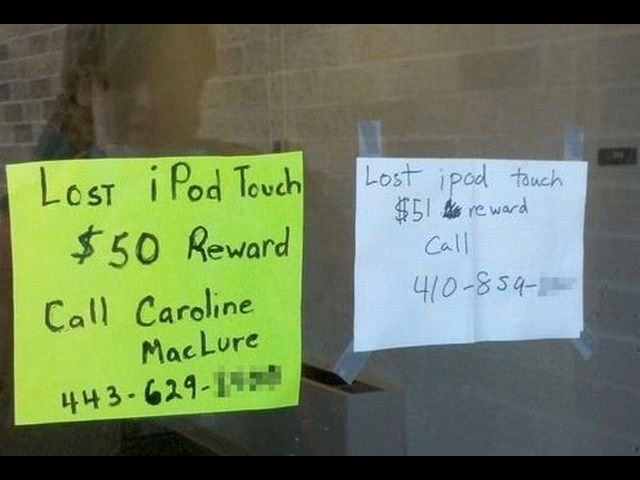 Lost iPod Touch
$50 Reward
Call Caroline
MacLure
443-629-
Lost ipod touch
$51 reward
Call
410-859-